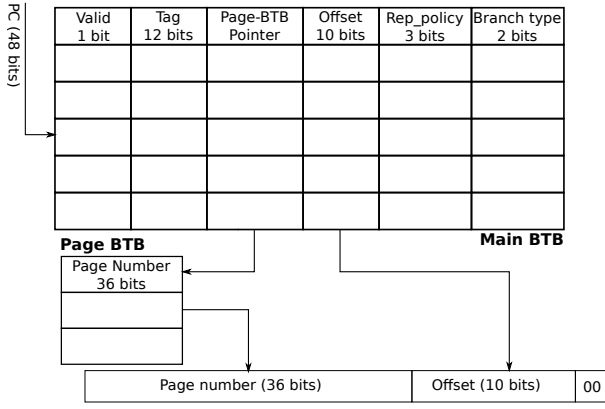 PC (48 bits)
Valid
1 bit
Tag
12 bits
Page-BTB
Pointer
Offset
10 bits
Rep_policy
3 bits
Branch type
2 bits
Page BTB
Main BTB
Page Number
36 bits
Page number (36 bits)
Offset (10 bits)
00